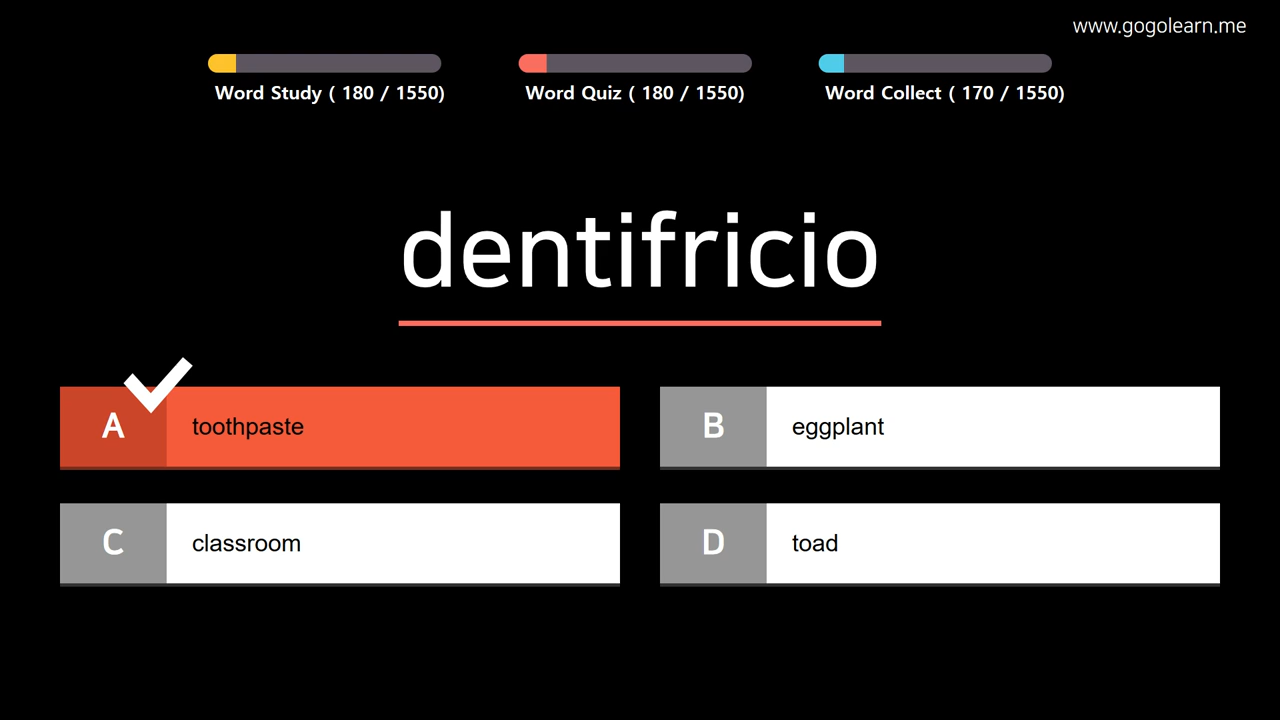 www.gogolearn.me
Word Study ( 180 / 1550)
Word Quiz ( 180 / 1550)
Word Collect ( 170 / 1550)
dentifricio
A toothpaste
B eggplant
C classroom
D toad